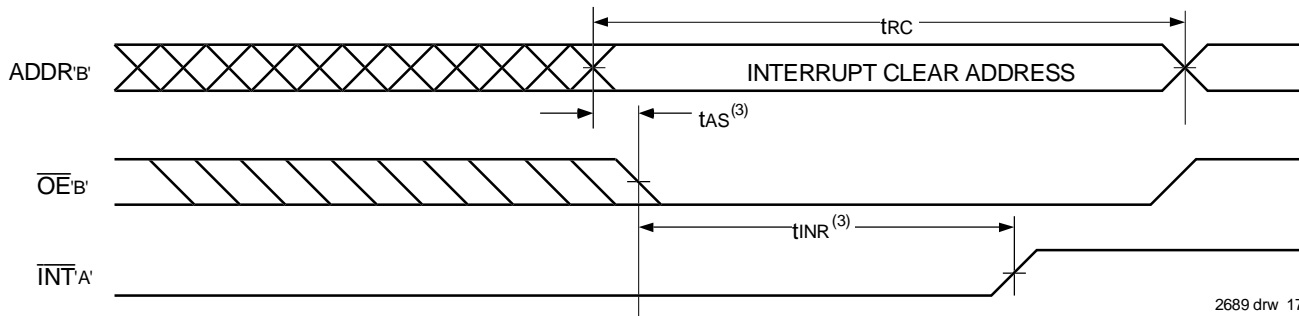 tRC
ADDR'B'
INTERRUPT CLEAR ADDRESS
tAS(3)
OE'B'
tINR(3)
INT'A'
2689 drw 17